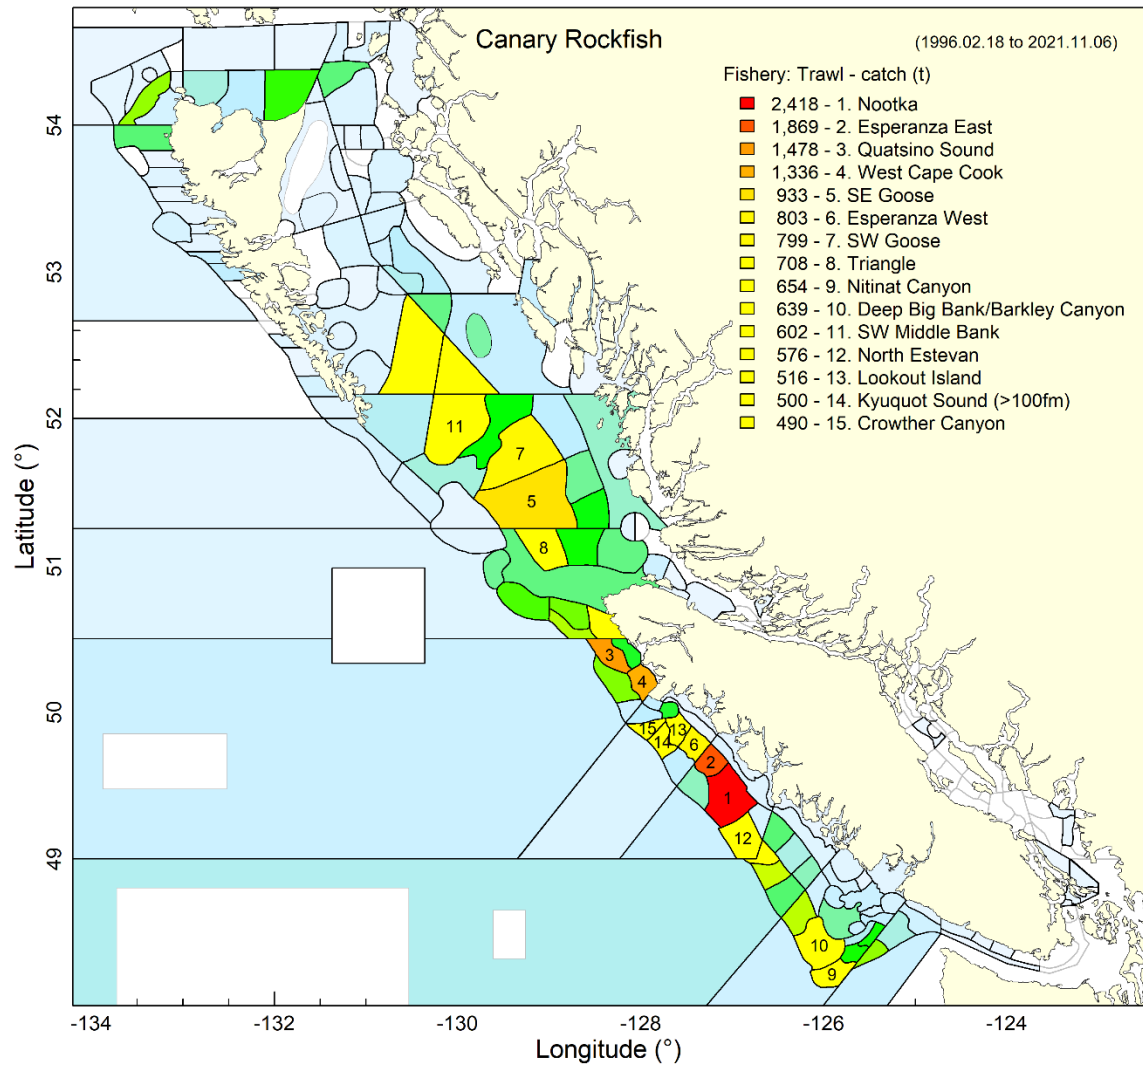 Canary Rockfish
(1996.02.18 to 2021.11.06)
Fishery: Trawl - catch (t)
2,418 - 1. Nootka
1,869 - 2. Esperanza East
1,478 - 3. Quatsino Sound
1,336 - 4. West Cape Cook
933 - 5. SE Goose
803 - 6. Esperanza West
799 - 7. SW Goose
708 - 8. Triangle
654 - 9. Nitinat Canyon
639 - 10. Deep Big Bank/Barkley Canyon
602 - 11. SW Middle Bank
576 - 12. North Estevan
516 - 13. Lookout Island
500 - 14. Kyuquot Sound (>100fm)
490 - 15. Crowther Canyon
54
53
52
51
50
49
Latitude (°)
11
7
5
8
3
4
15
13
14
6
2
1
12
10
9
-134
-132
-130
-128
-126
-124
Longitude (°)